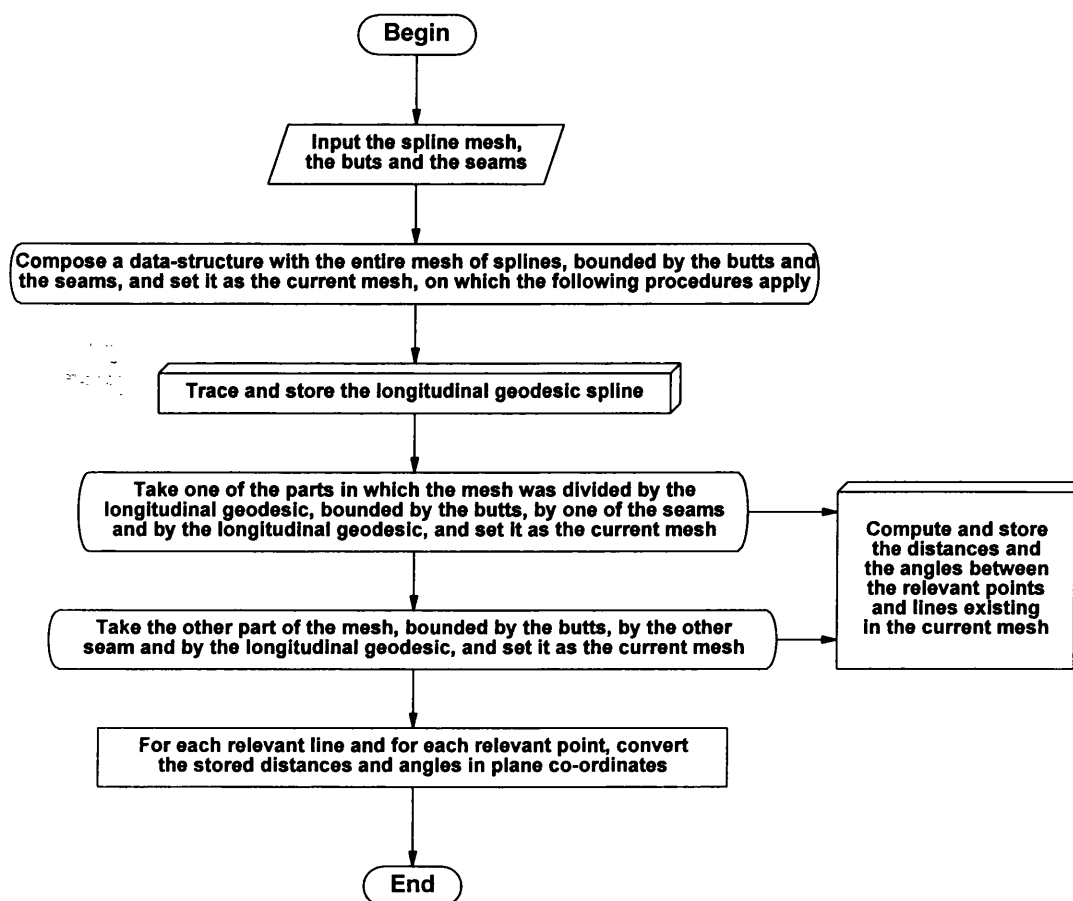 Begin
Input the spline mesh,
the buts and the seams
Compose a data-structure with the entire mesh of splines, bounded by the butts and
the seams, and set it as the current mesh, on which the following procedures apply
Trace and store the longitudinal geodesic spline
Take one of the parts in which the mesh was divided by the
longitudinal geodesic, bounded by the butts, by one of the seams
and by the longitudinal geodesic, and set it as the current mesh
Compute and store
the distances and
the angles between
the relevant points
and lines existing
in the current mesh
Take the other part of the mesh, bounded by the butts, by the other
seam and by the longitudinal geodesic, and set it as the current mesh
For each relevant line and for each relevant point, convert
the stored distances and angles in plane co-ordinates
End